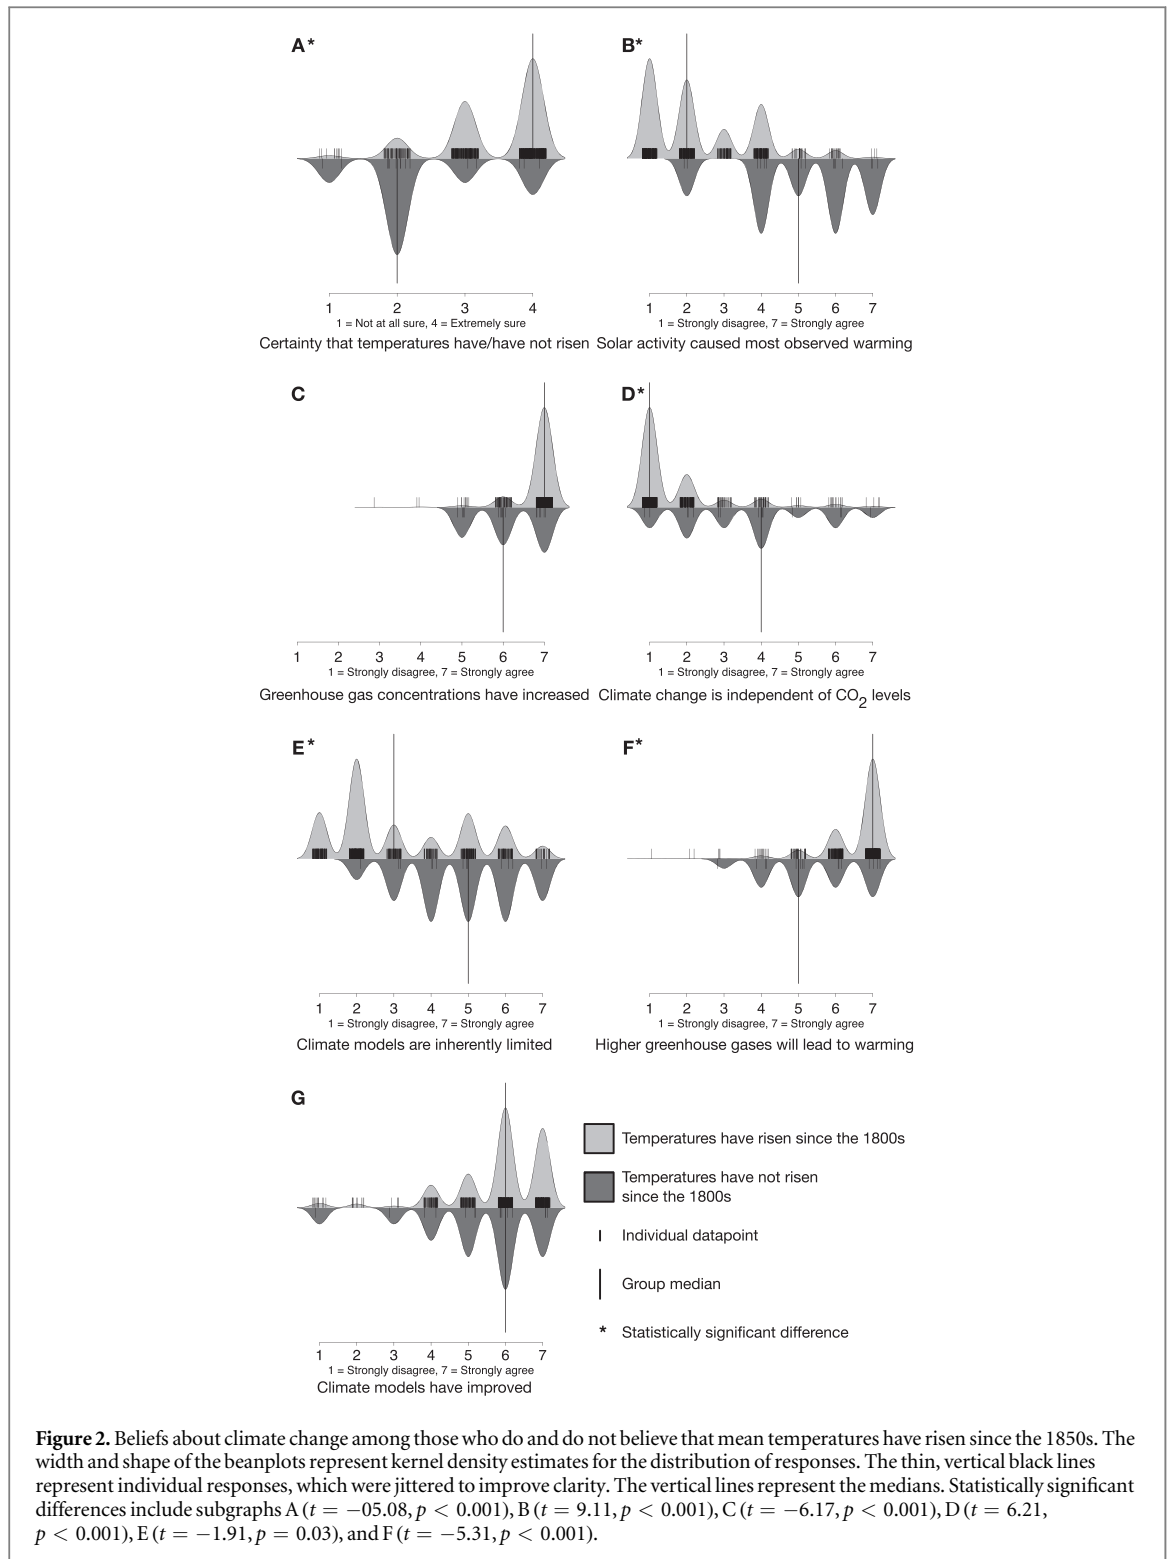 A*
B*
1 2 3 4
1 = Not at all sure, 4 = Extremely sure
Certainty that temperatures have/have not risen
1 2 3 4 5 6 7
1 = Strongly disagree, 7 = Strongly agree
Solar activity caused most observed warming
C
D*
1 2 3 4 5 6 7
1 = Strongly disagree, 7 = Strongly agree
Greenhouse gas concentrations have increased
1 2 3 4 5 6 7
1 = Strongly disagree, 7 = Strongly agree
Climate change is independent of CO2 levels
E*
F*
1 2 3 4 5 6 7
1 = Strongly disagree, 7 = Strongly agree
Climate models are inherently limited
1 2 3 4 5 6 7
1 = Strongly disagree, 7 = Strongly agree
Higher greenhouse gases will lead to warming
G
1 2 3 4 5 6 7
1 = Strongly disagree, 7 = Strongly agree
Climate models have improved
Temperatures have risen since the 1800s
Temperatures have not risen
since the 1800s
Individual datapoint
Group median
* Statistically significant difference
Figure 2. Beliefs about climate change among those who do and do not believe that mean temperatures have risen since the 1850s. The
width and shape of the beanplots represent kernel density estimates for the distribution of responses. The thin, vertical black lines
represent individual responses, which were jittered to improve clarity. The vertical lines represent the medians. Statistically significant
differences include subgraphs A (t = −05.08, p < 0.001), B (t = 9.11, p < 0.001), C (t = −6.17, p < 0.001), D (t = 6.21,
p < 0.001), E (t = −1.91, p = 0.03), and F (t = −5.31, p < 0.001).